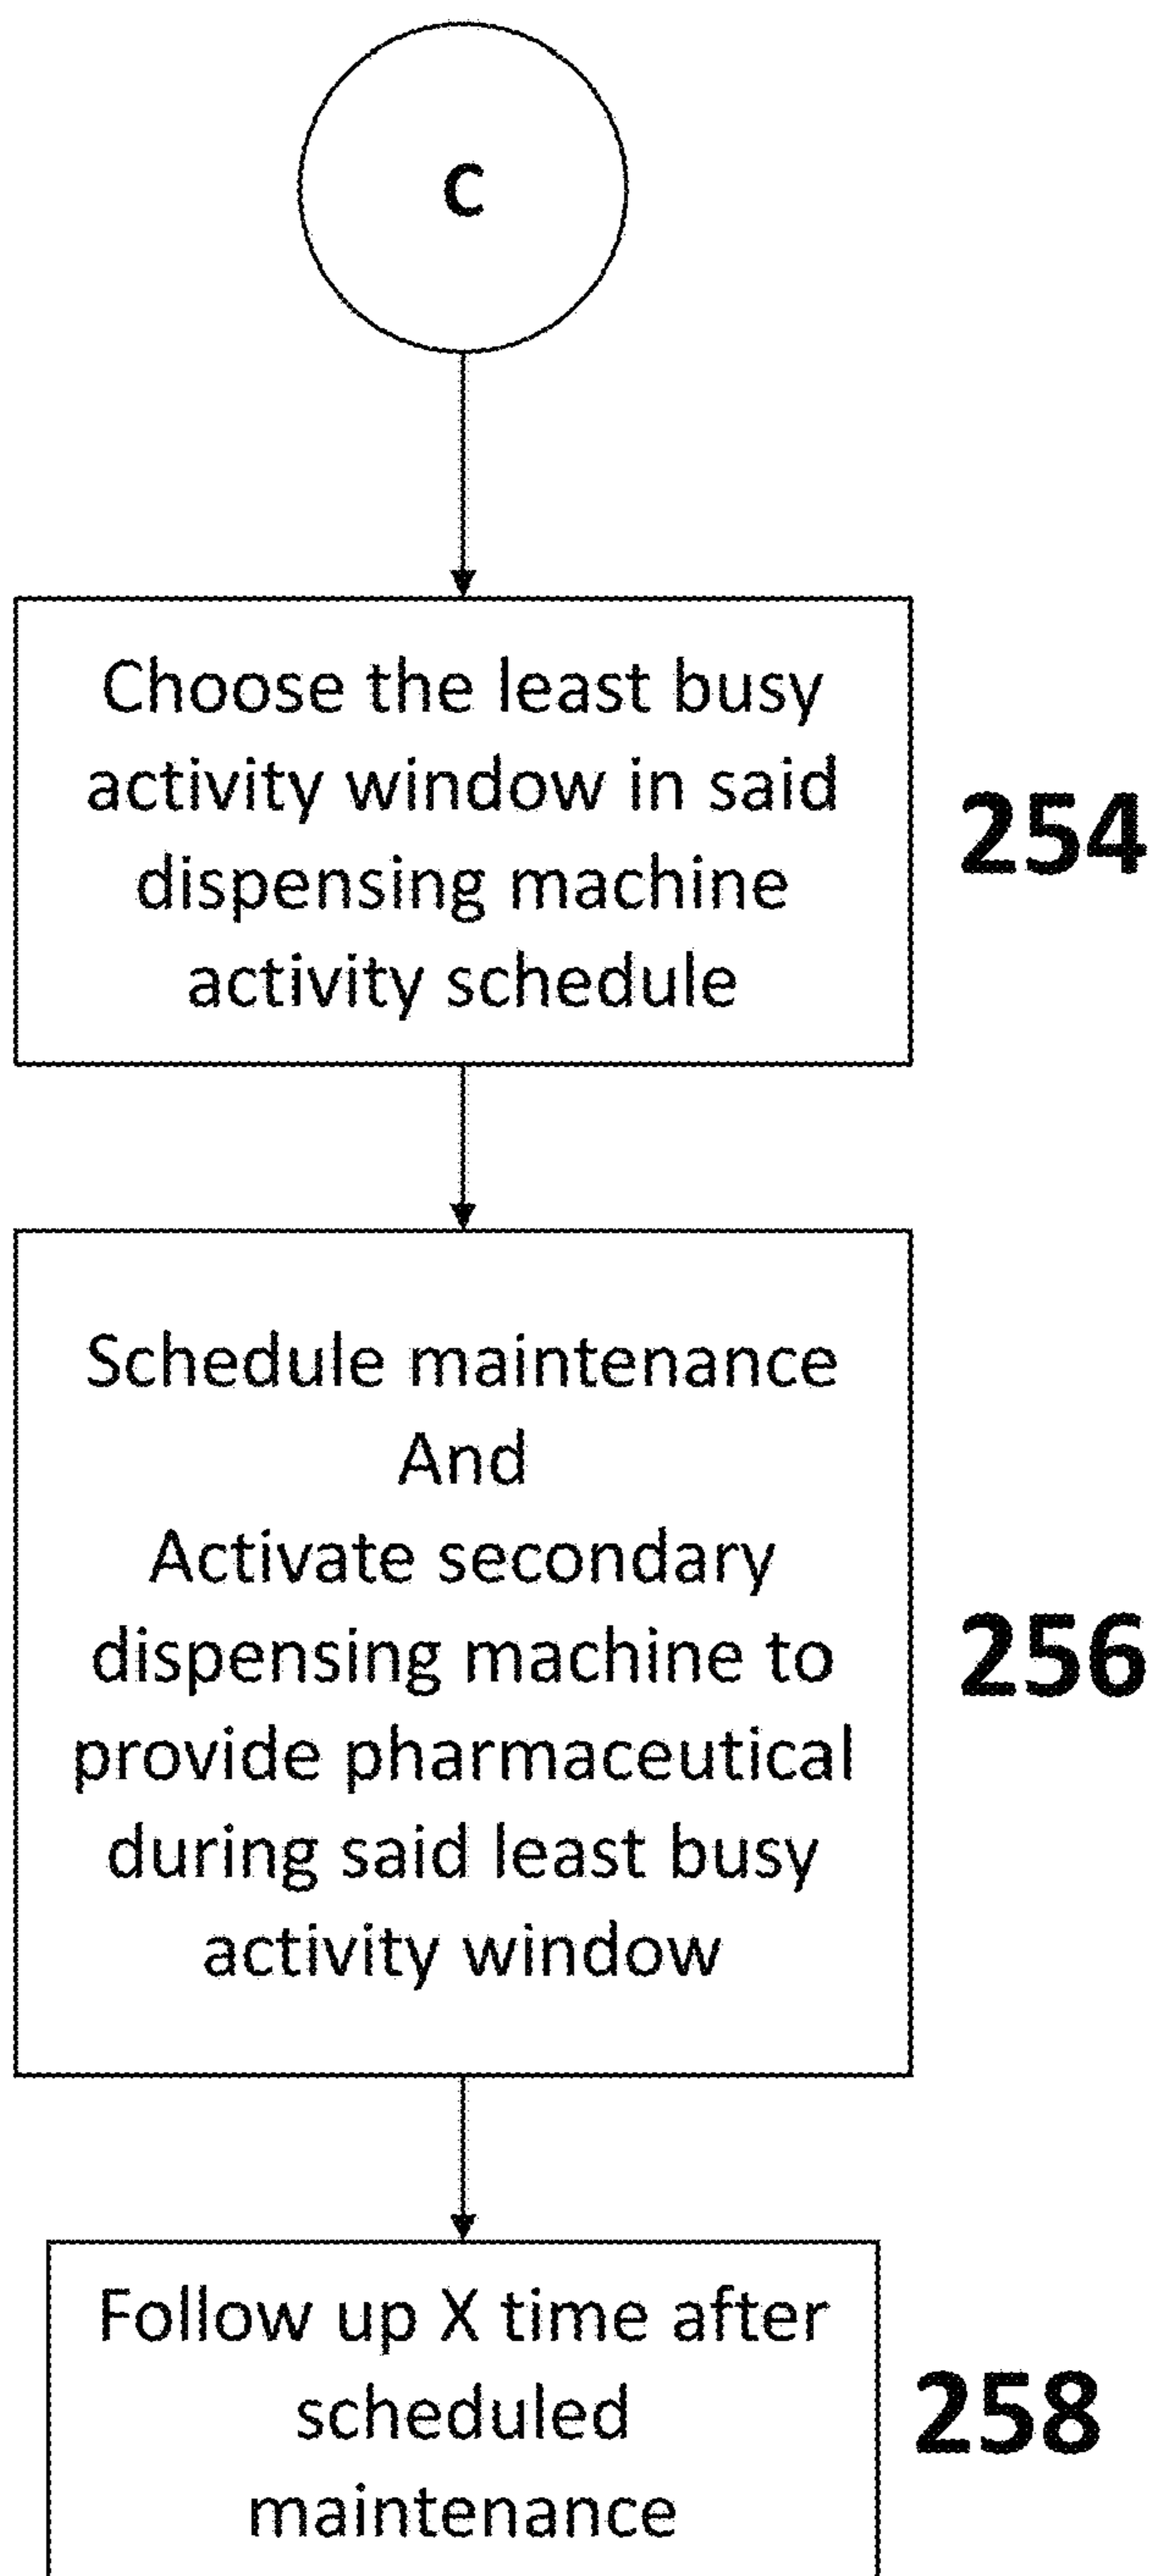 C
Choose the least busy
activity window in said
dispensing machine
activity schedule
254
Schedule maintenance
And
Activate secondary
dispensing machine to
provide pharmaceutical
during said least busy
activity window
256
Follow up X time after
scheduled
maintenance
258